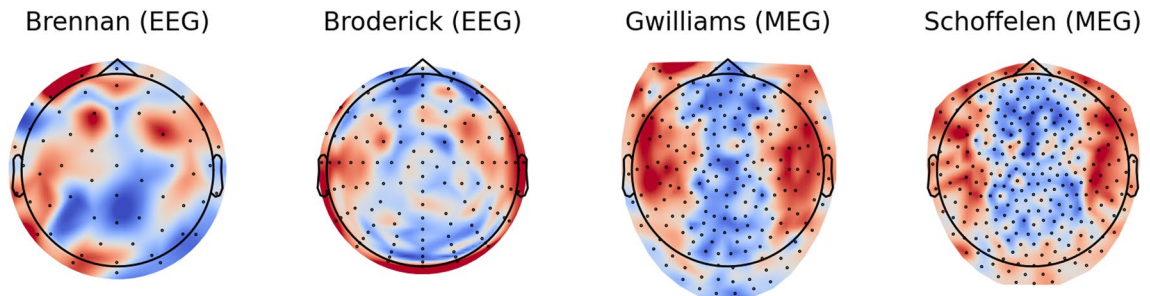 Brennan (EEG)
Broderick (EEG)
Gwilliams (MEG)
Schoffelen (MEG)